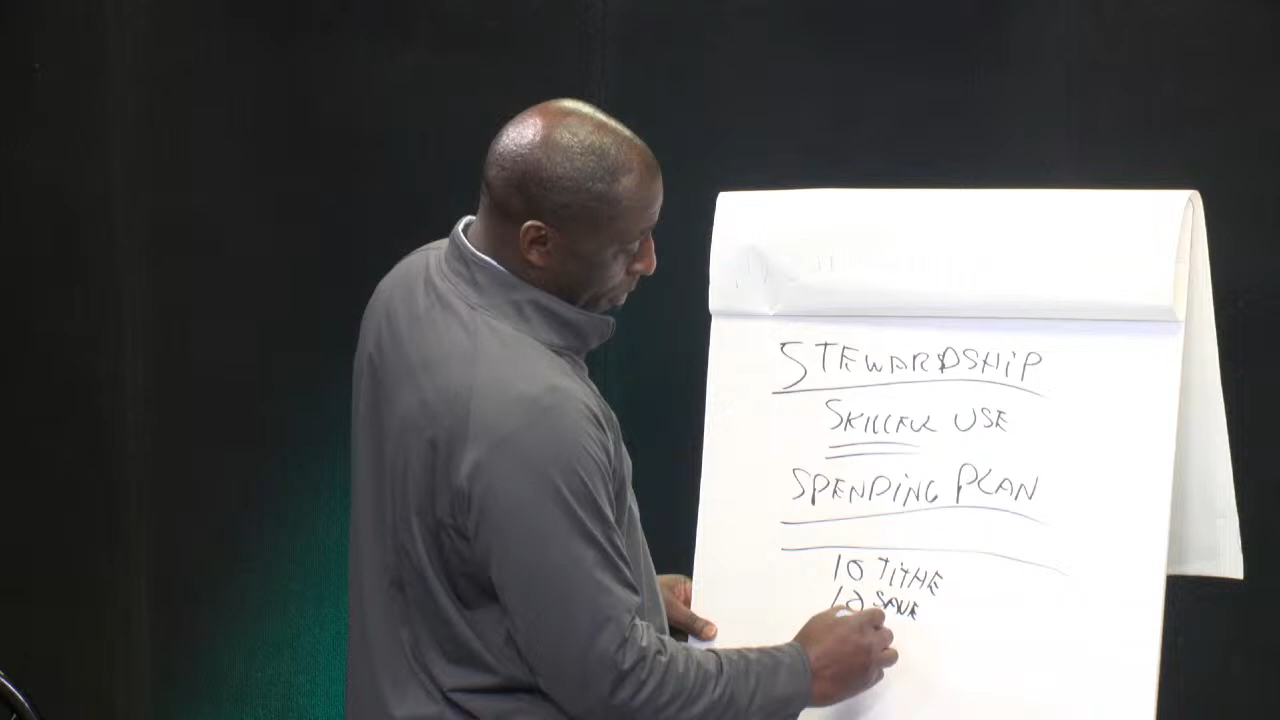 STEWARDSHIP
SKILLFUL USE
SPENDING PLAN
10 TITHE
10 SAVE